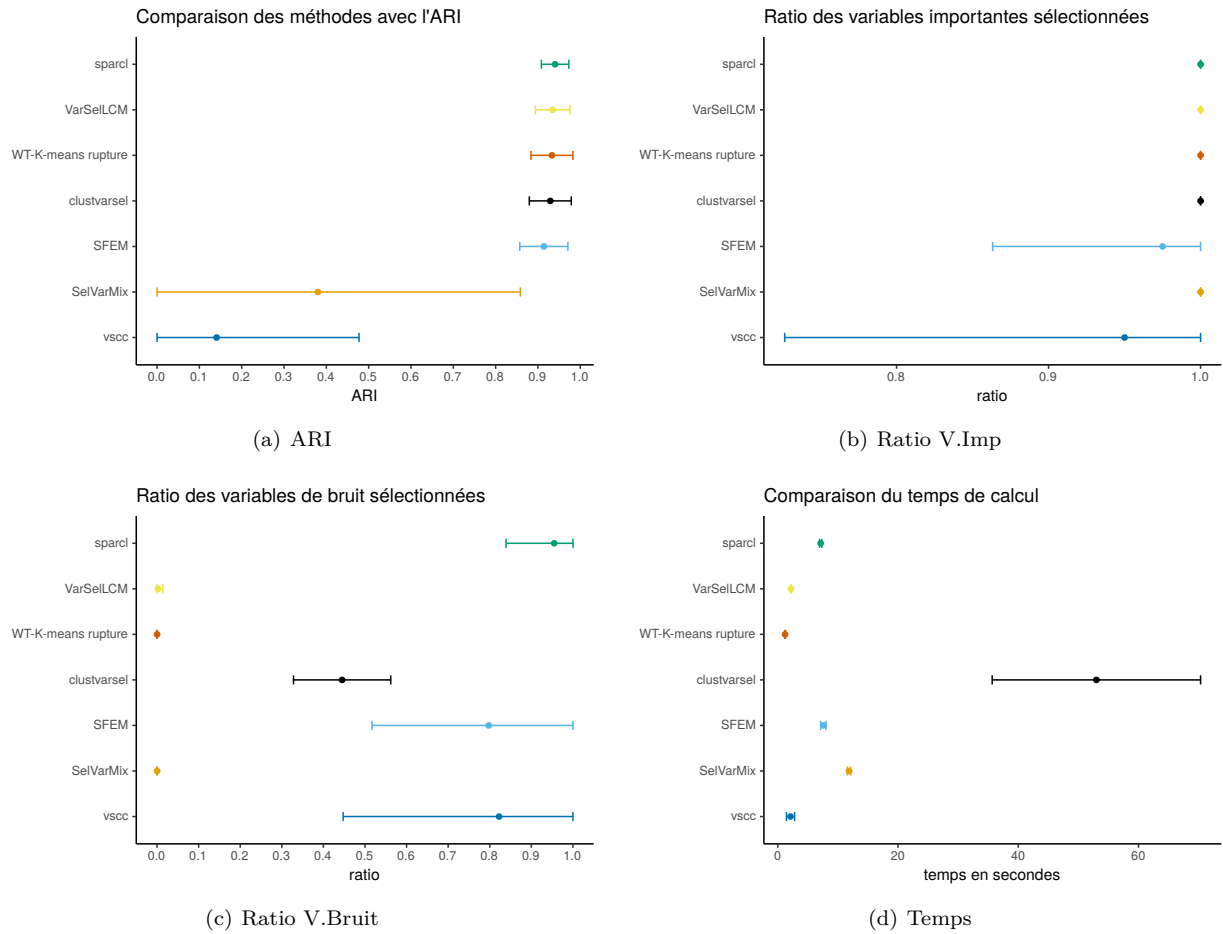 Comparaison des méthodes avec l'ARI
sparcl
VarSelLCM
WT-K-means rupture
clustvarsel
SFEM
SelVarMix
vscc
0.0 0.1 0.2 0.3 0.4 0.5 0.6 0.7 0.8 0.9 1.0
ARI
(a) ARI
Ratio des variables importantes sélectionnées
sparcl
VarSelLCM
WT-K-means rupture
clustvarsel
SFEM
SelVarMix
vscc
0.8 0.9 1.0
ratio
(b) Ratio V.Imp
Ratio des variables de bruit sélectionnées
sparcl
VarSelLCM
WT-K-means rupture
clustvarsel
SFEM
SelVarMix
vscc
0.0 0.1 0.2 0.3 0.4 0.5 0.6 0.7 0.8 0.9 1.0
ratio
(c) Ratio V.Bruit
Comparaison du temps de calcul
sparcl
VarSelLCM
WT-K-means rupture
clustvarsel
SFEM
SelVarMix
vscc
0 20 40 60
temps en secondes
(d) Temps